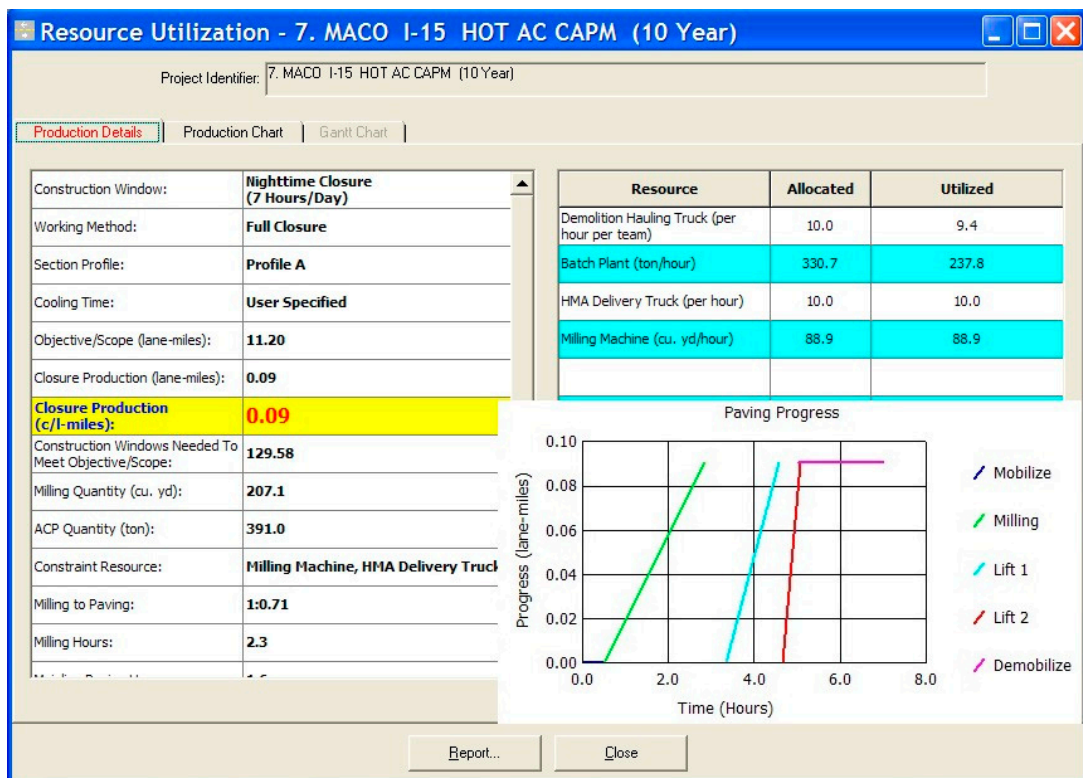 Resource Utilization - 7. MACO I-15 HOT AC CAPM (10 Year)
Project Identifier: 7. MACO I-15 HOT AC CAPM (10 Year)
Production Details Production Chart Gantt Chart
Construction Window: Nighttime Closure
(7 Hours/Day)
Working Method: Full Closure
Section Profile: Profile A
Cooling Time: User Specified
Objective/Scope (lane-miles): 11.20
Closure Production (lane-miles): 0.09
Closure Production
(c/l-miles): 0.09
Construction Windows Needed To
Meet Objective/Scope: 129.58
Milling Quantity (cu. yd): 207.1
ACP Quantity (ton): 391.0
Constraint Resource: Milling Machine, HMA Delivery Truck
Milling to Paving: 1:0.71
Milling Hours: 2.3
Resource Allocated Utilized
Demolition Hauling Truck (per
hour per team) 10.0 9.4
Batch Plant (ton/hour) 330.7 237.8
HMA Delivery Truck (per hour) 10.0 10.0
Milling Machine (cu. yd/hour) 88.9 88.9
Paving Progress
Progress (lane-miles)
0.10
0.08
0.06
0.04
0.02
0.00
0.0 2.0 4.0 6.0 8.0
Time (Hours)
Mobilize
Milling
Lift 1
Lift 2
Demobilize
Report... Close